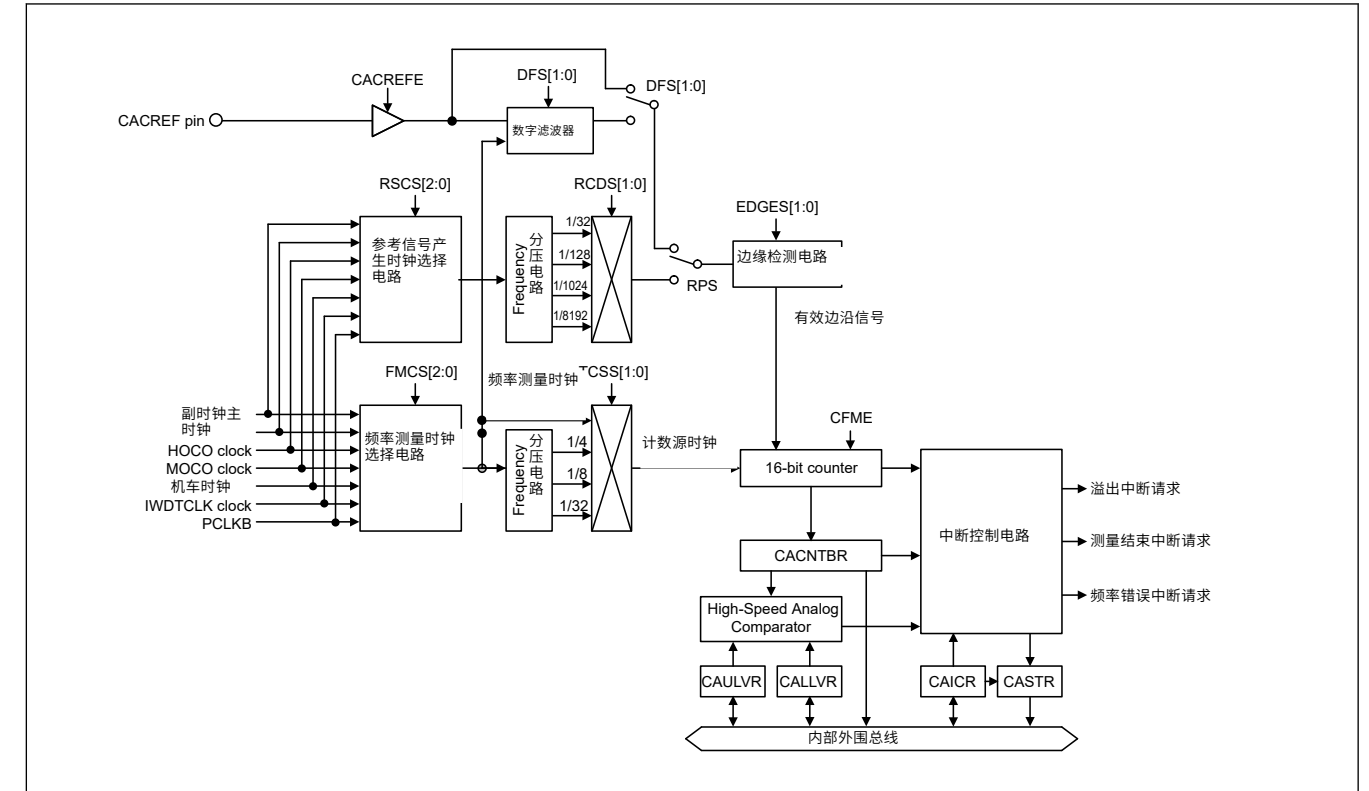 CACREFE
DFS[1:0]
DFS[1:0]
CACREF pin
数字滤波器
RSCS[2:0]
RCDS[1:0]
EDGES[1:0]
参考信号产
生时钟选择
电路
Frequency
分
压
电
路
1/32
1/128
1/1024
1/8192
RPS
边缘检测电路
有效边沿信号
FMCS[2:0]
频率测量时钟
TCSS[1:0]
副时钟主
时钟
HOCO clock
MOCO clock
机车时钟
IWDTCLK clock
PCLKB
频率测量时钟
选择电路
Frequency
分
压
电
路
1/4
1/8
1/32
计数源时钟
CFME
16-bit counter
CACNTBR
High-Speed Analog
Comparator
中断控制电路
溢出中断请求
测量结束中断请求
频率错误中断请求
CAULVR
CALLVR
CAICR
CASTR
内部外围总线